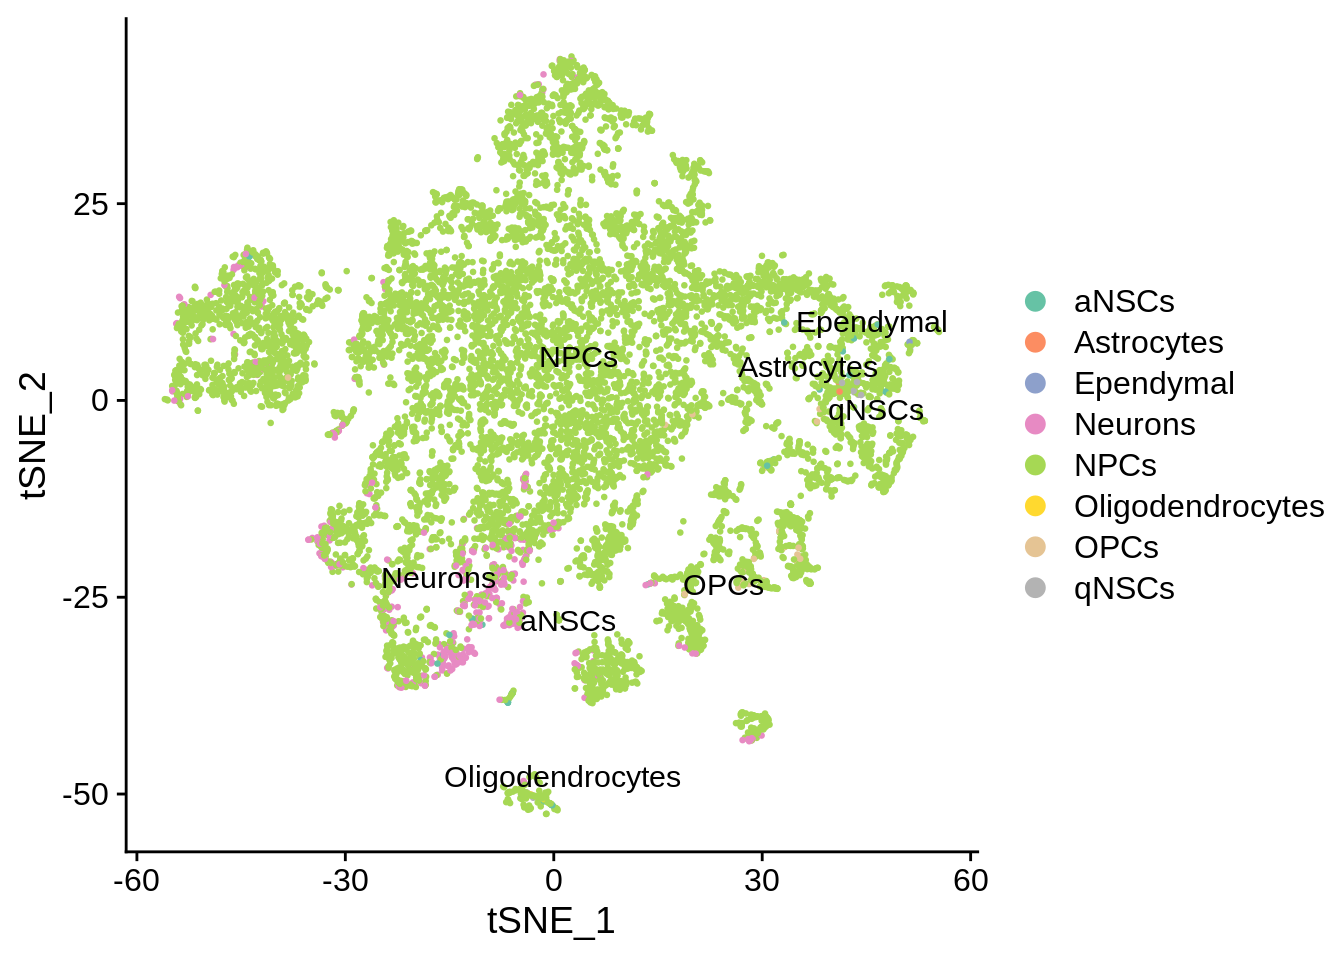 25
0
-25
-50
-60
-30
0
30
60
tSNE_2
tSNE_1
Ependymal
NPCs
Astrocytes
qNSCs
Neurons
OPCs
aNSCs
Oligodendrocytes
aNSCs
Astrocytes
Ependymal
Neurons
NPCs
Oligodendrocytes
OPCs
qNSCs